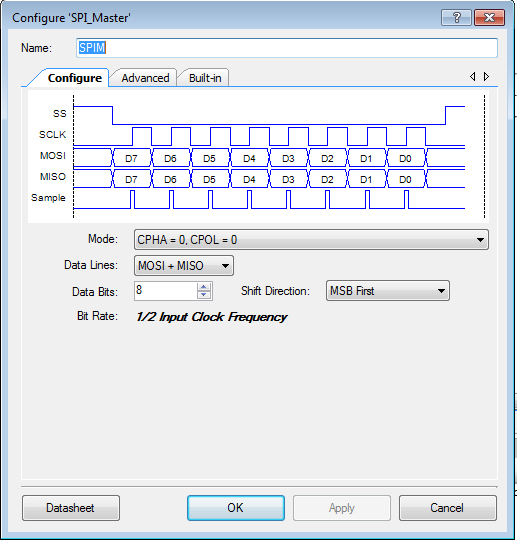 Configure 'SPI_Master'
Name: SPIM
Configure Advanced Built-in
SS
SCLK
MOSI D7 D6 D5 D4 D3 D2 D1 D0
MISO D7 D6 D5 D4 D3 D2 D1 D0
Sample
Mode: CPHA = 0, CPOL = 0
Data Lines: MOSI + MISO
Data Bits: 8 Shift Direction: MSB First
Bit Rate: 1/2 Input Clock Frequency
Datasheet OK Apply Cancel